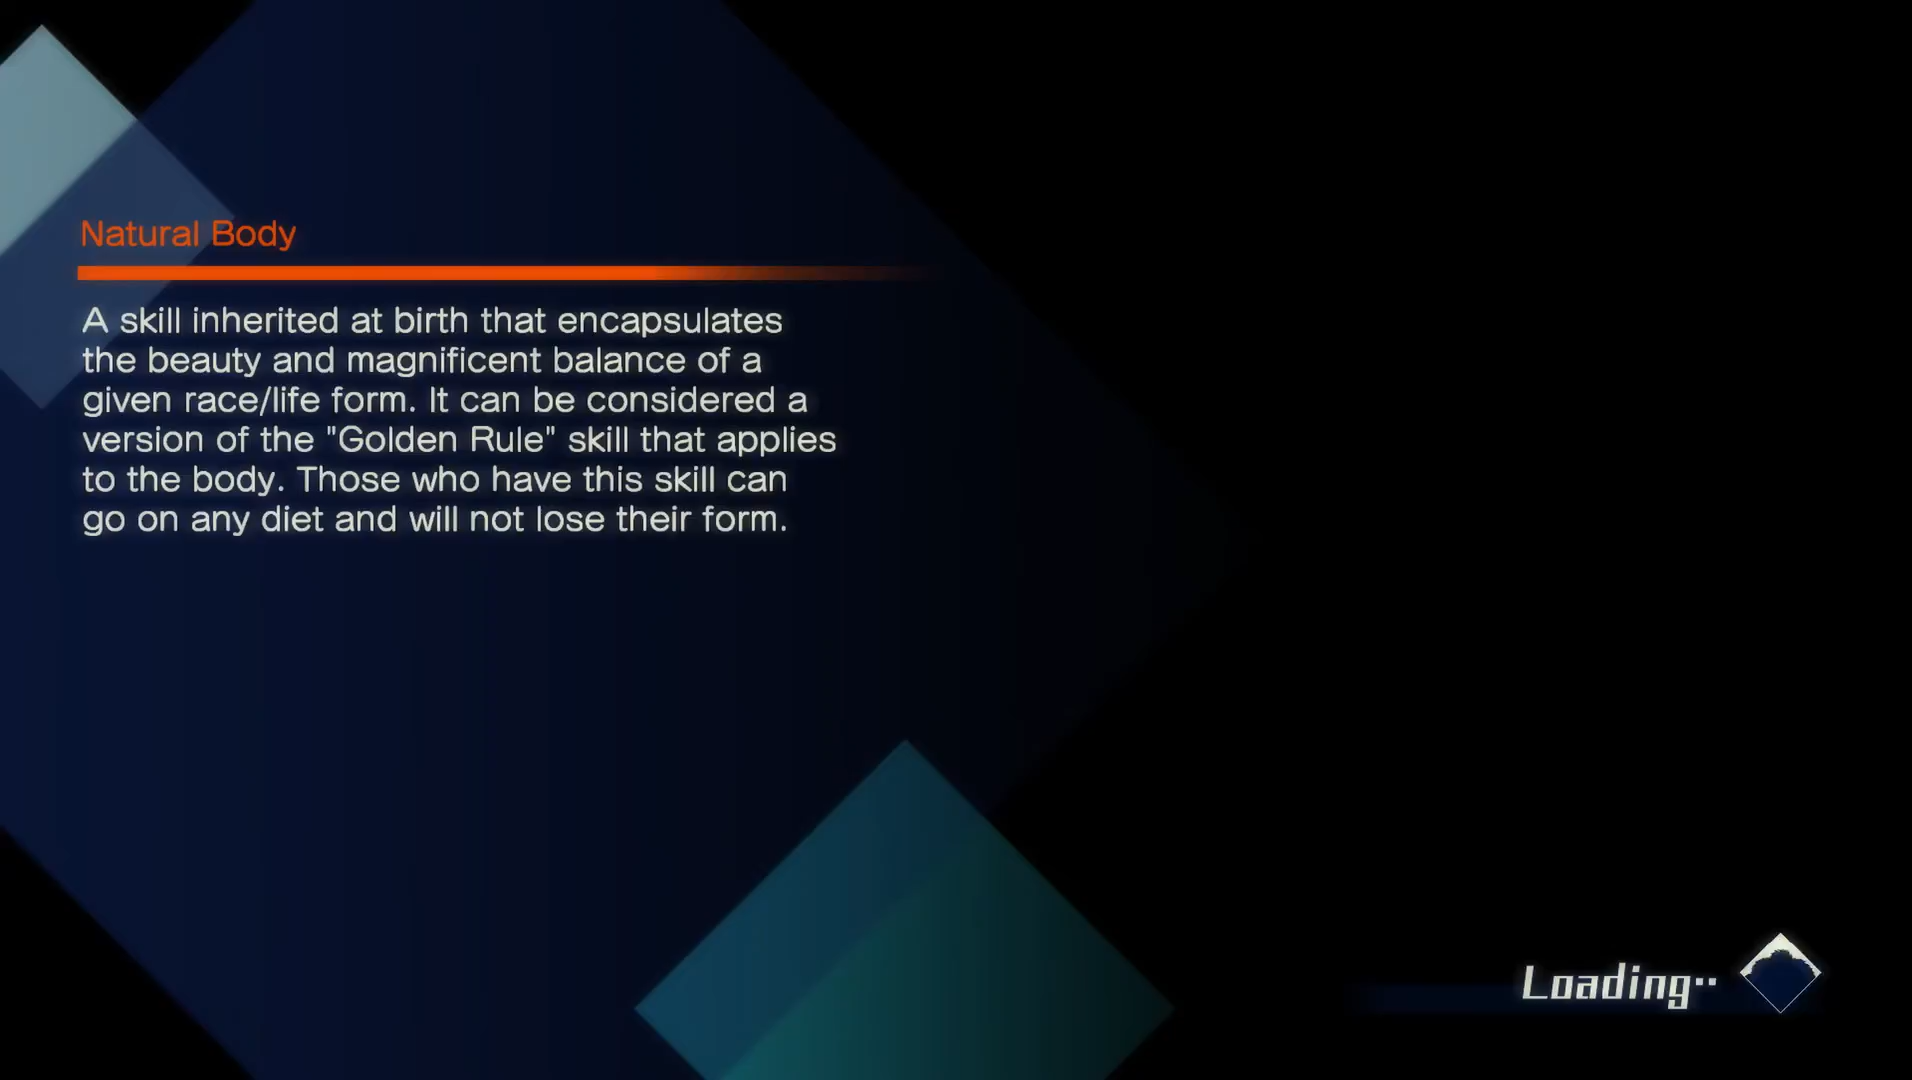 Natural Body
A skill inherited at birth that encapsulates
the beauty and magnificent balance of a
given race/life form. It can be considered a
version of the "Golden Rule" skill that applies
to the body. Those who have this skill can
go on any diet and will not lose their form.
Loading··